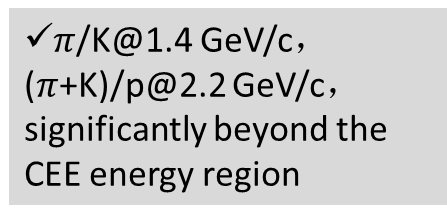 ✓π/K@1.4 GeV/c，
(π+K)/p@2.2 GeV/c，
significantly beyond the
CEE energy region